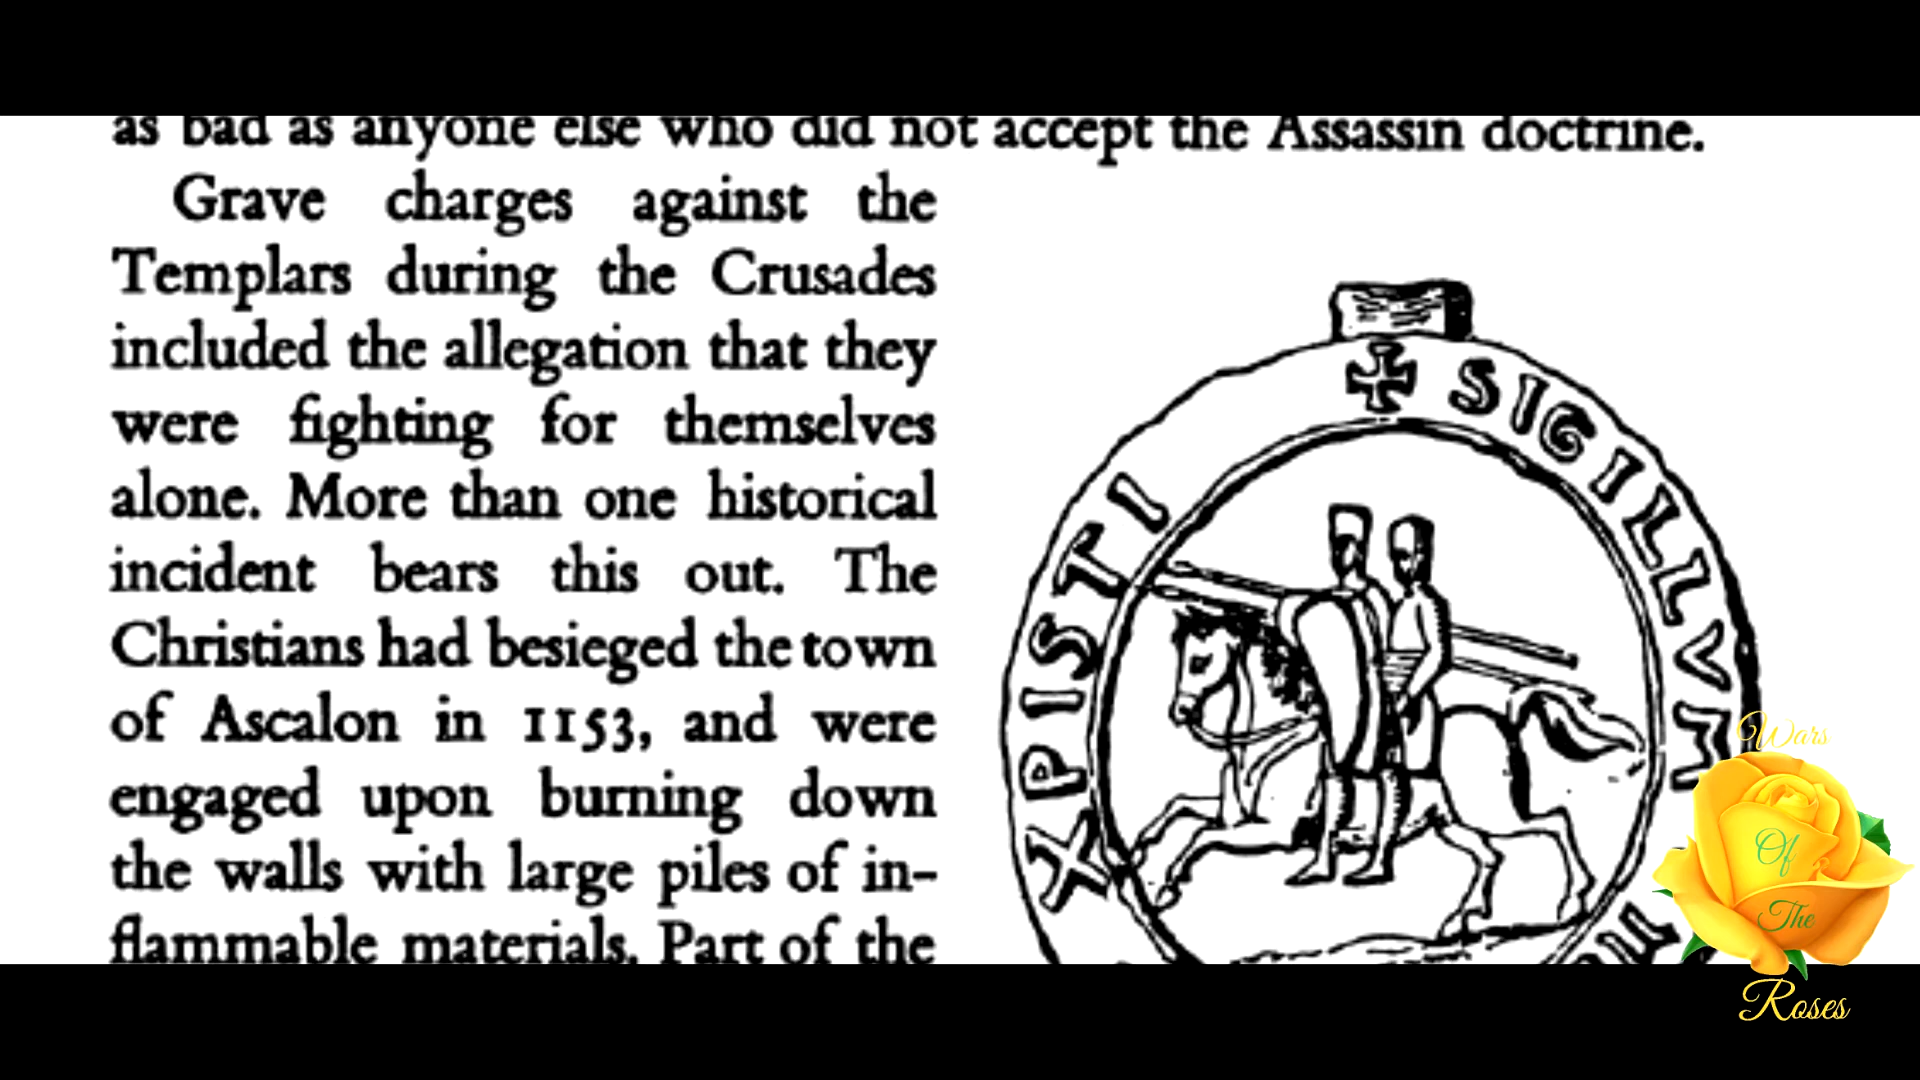 as bad as anyone else who did not accept the Assassin doctrine.
Grave charges against the
Templars during the Crusades
included the allegation that they
were fighting for themselves
alone. More than one historical
incident bears this out. The
Christians had besieged the town
of Ascalon in 1153, and were
engaged upon burning down
the walls with large piles of in-
flammable materials. Part of the
✠ SIGILLVM
XPISTI
Wars
Of
The
Roses